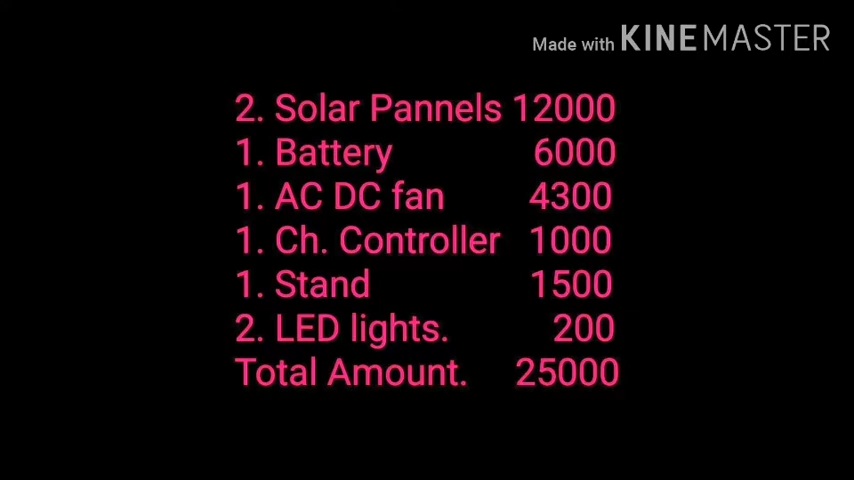 Made with KINEMASTER
2. Solar Pannels 12000
1. Battery 6000
1. AC DC fan 4300
1. Ch. Controller 1000
1. Stand 1500
2. LED lights. 200
Total Amount. 25000